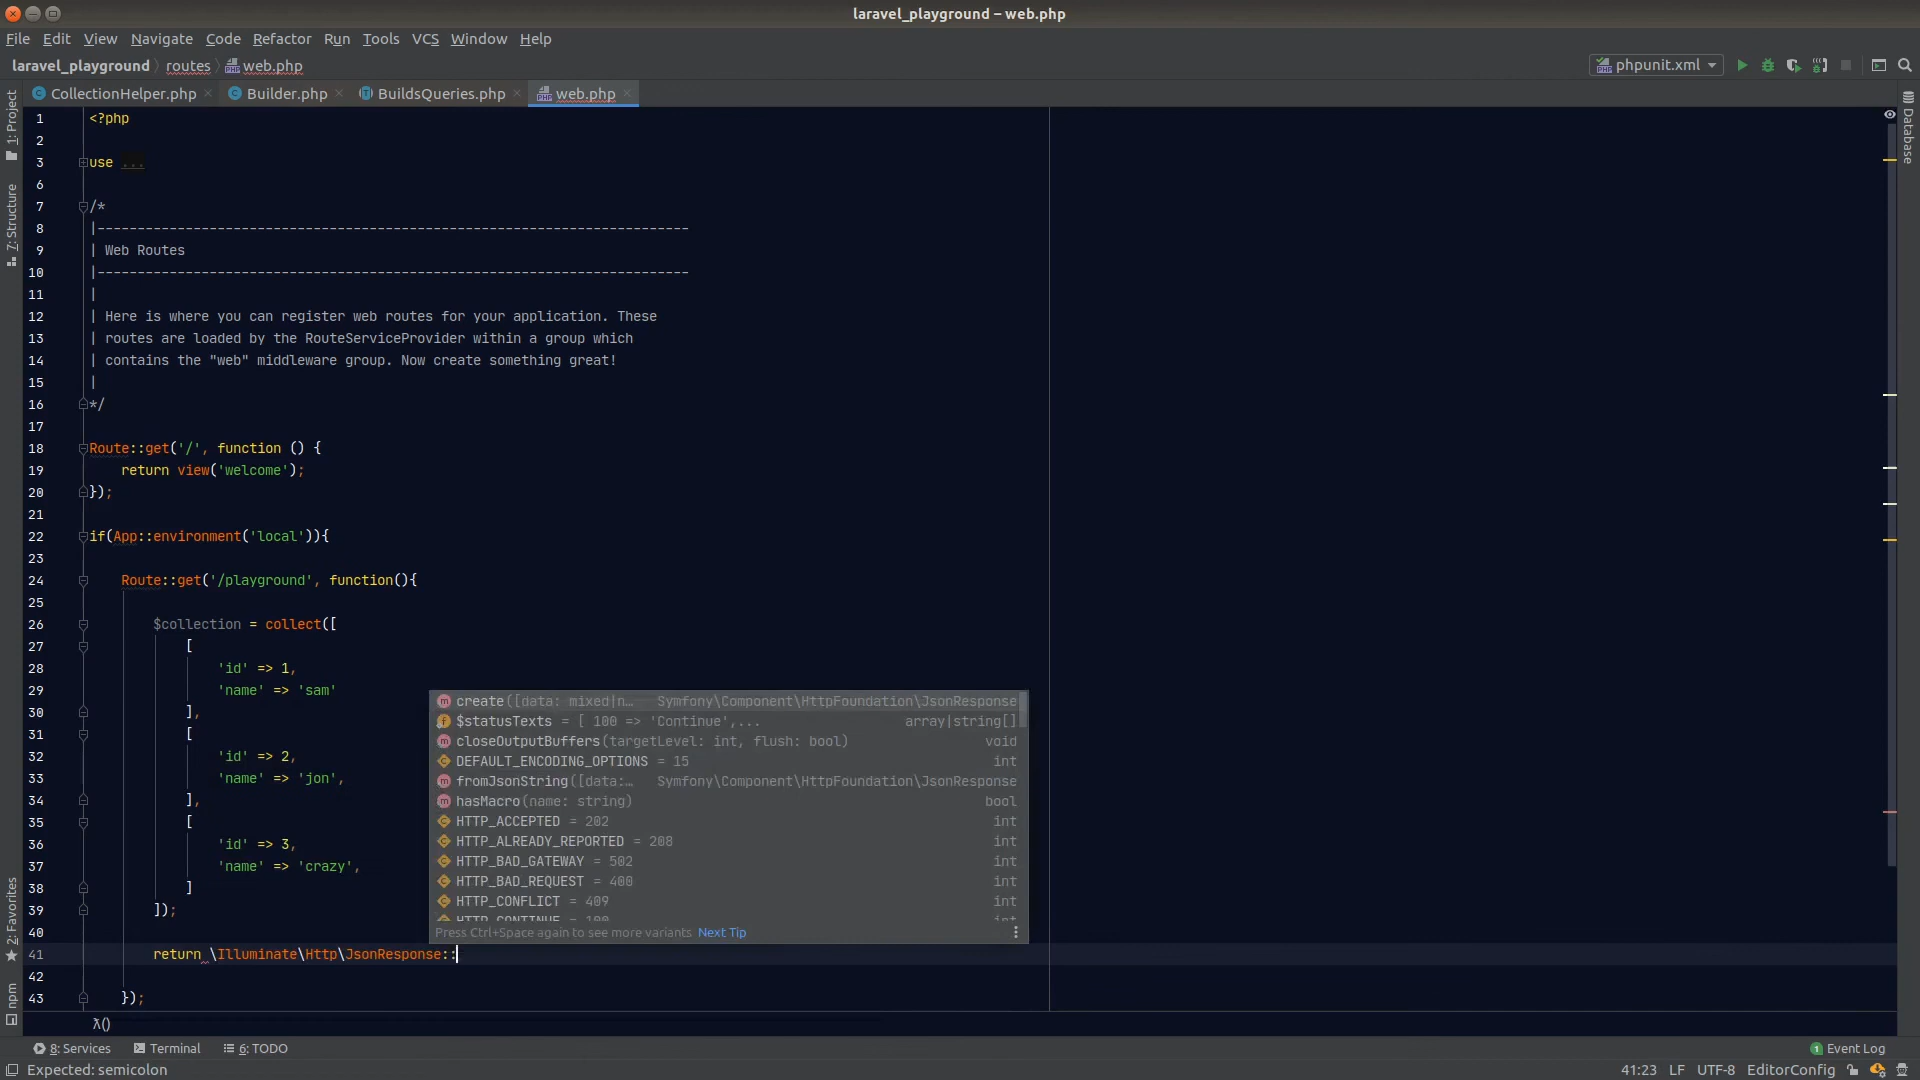 laravel_playground – web.php
File Edit View Navigate Code Refactor Run Tools VCS Window Help
laravel_playground routes web.php phpunit.xml
CollectionHelper.php Builder.php BuildsQueries.php web.php
1: Project
7: Structure
2: Favorites
npm
Database
1 <?php
2
3 use ...
6
7 /*
8 |--------------------------------------------------------------------------
9 | Web Routes
10 |--------------------------------------------------------------------------
11 |
12 | Here is where you can register web routes for your application. These
13 | routes are loaded by the RouteServiceProvider within a group which
14 | contains the "web" middleware group. Now create something great!
15 |
16 */
17
18 Route::get('/', function () {
19 return view('welcome');
20 });
21
22 if(App::environment('local')){
23
24 Route::get('/playground', function(){
25
26 $collection = collect([
27 [
28 'id' => 1,
29 'name' => 'sam'
30 ],
31 [
32 'id' => 2,
33 'name' => 'jon',
34 ],
35 [
36 'id' => 3,
37 'name' => 'crazy',
38 ]
39 ]);
40
41 return \Illuminate\Http\JsonResponse::
42
43 });
create([data: mixed|n… Symfony\Component\HttpFoundation\JsonResponse
$statusTexts = [ 100 => 'Continue',... array|string[]
closeOutputBuffers(targetLevel: int, flush: bool) void
DEFAULT_ENCODING_OPTIONS = 15 int
fromJsonString([data:… Symfony\Component\HttpFoundation\JsonResponse
hasMacro(name: string) bool
HTTP_ACCEPTED = 202 int
HTTP_ALREADY_REPORTED = 208 int
HTTP_BAD_GATEWAY = 502 int
HTTP_BAD_REQUEST = 400 int
HTTP_CONFLICT = 409 int
HTTP_CONTINUE = 100 int
Press Ctrl+Space again to see more variants Next Tip
λ()
8: Services Terminal 6: TODO 1 Event Log
Expected: semicolon 41:23 LF UTF-8 EditorConfig